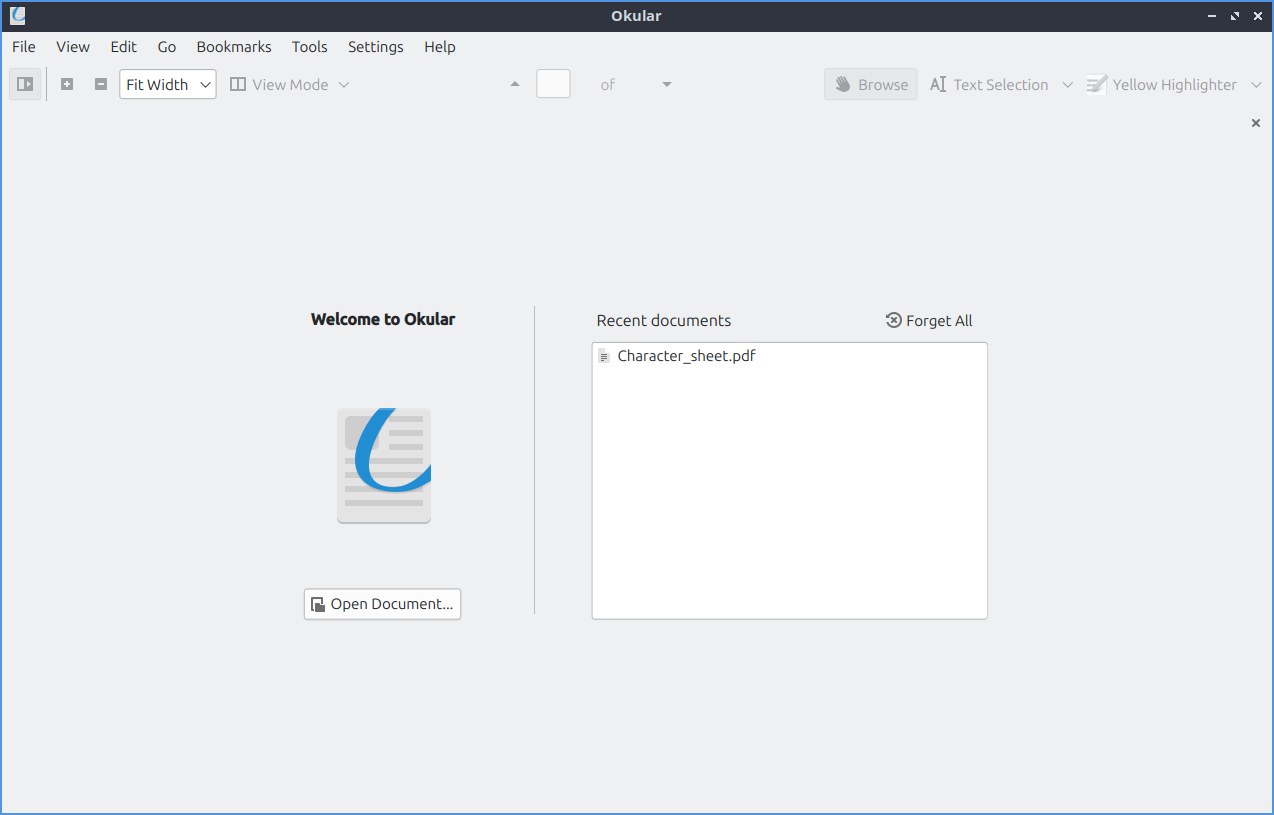 Okular
File View Edit Go Bookmarks Tools Settings Help
Fit Width View Mode of Browse Text Selection Yellow Highlighter
Welcome to Okular
Recent documents Forget All
Character_sheet.pdf
Open Document...